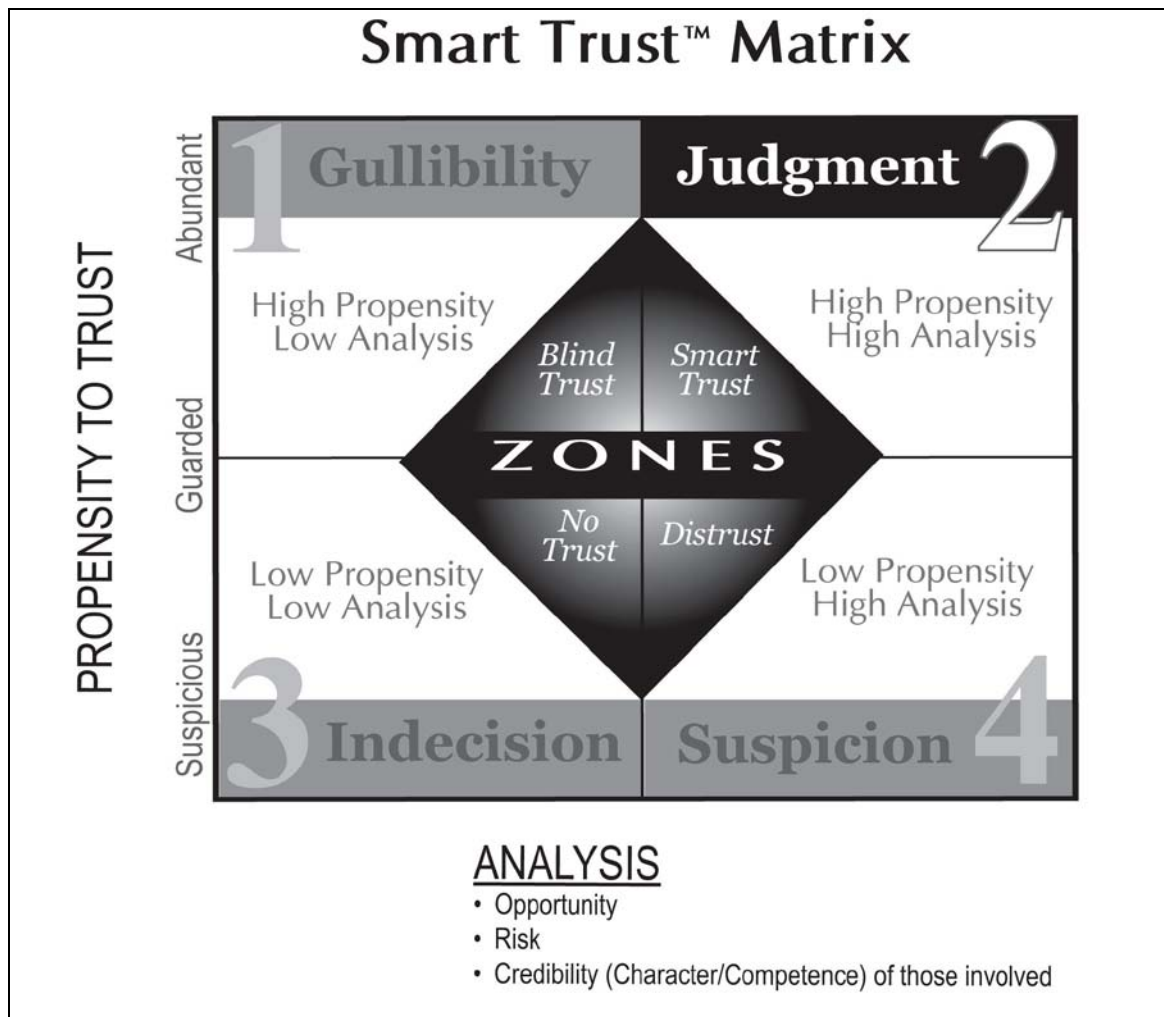 Smart Trust™ Matrix
PROPENSITY TO TRUST
Abundant
Guarded
Suspicious
1 Gullibility
Judgment 2
High Propensity
Low Analysis
High Propensity
High Analysis
Blind
Trust
Smart
Trust
ZONES
No
Trust
Distrust
Low Propensity
Low Analysis
Low Propensity
High Analysis
3 Indecision
Suspicion 4
ANALYSIS
• Opportunity
• Risk
• Credibility (Character/Competence) of those involved